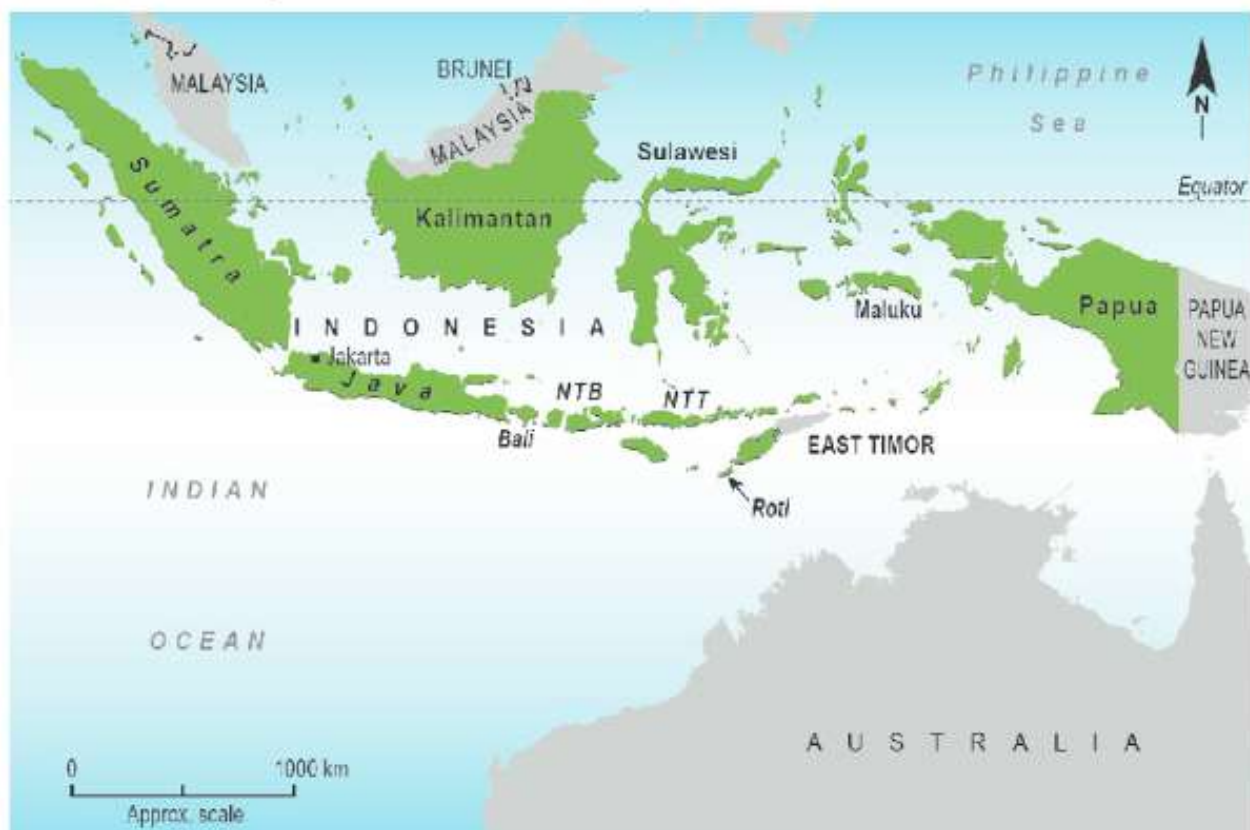 MALAYSIA
BRUNEI
MALAYSIA
Philippine
Sea
N
Sulawesi
Equator
Sumatra
Kalimantan
INDONESIA
Maluku
Papua
PAPUA
NEW
GUINEA
Jakarta
Java
NTB
NTT
Bali
EAST TIMOR
Roti
INDIAN
OCEAN
AUSTRALIA
0 1000 km
Approx. scale